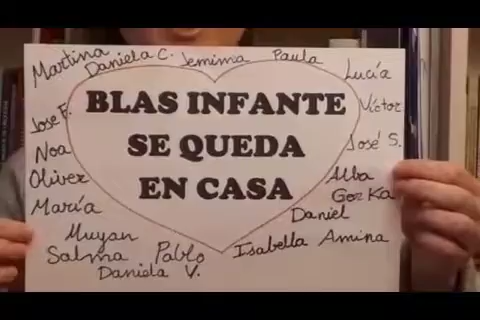 Martina Daniela C. Jemima Paula
Lucía
Víctor
José S.
Alba
Gorka
Daniel
Isabella Amina
Jose F.
Noa
Oliver
María
Muyan
Salma Pablo
Daniela V.
BLAS INFANTE
SE QUEDA
EN CASA